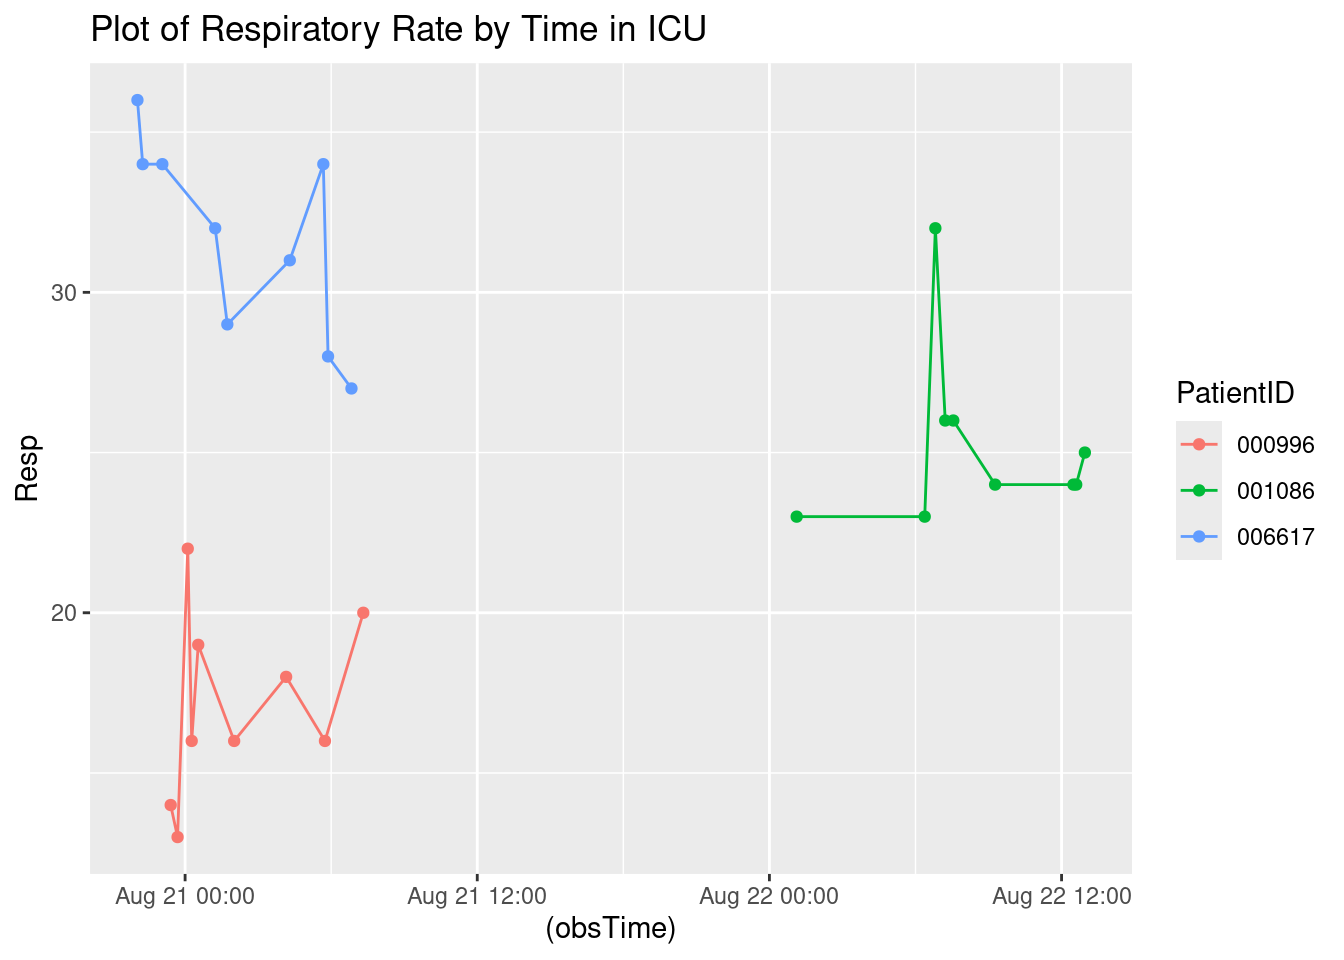 Plot of Respiratory Rate by Time in ICU
Resp
30
20
Aug 21 00:00
Aug 21 12:00
Aug 22 00:00
Aug 22 12:00
(obsTime)
PatientID
000996
001086
006617